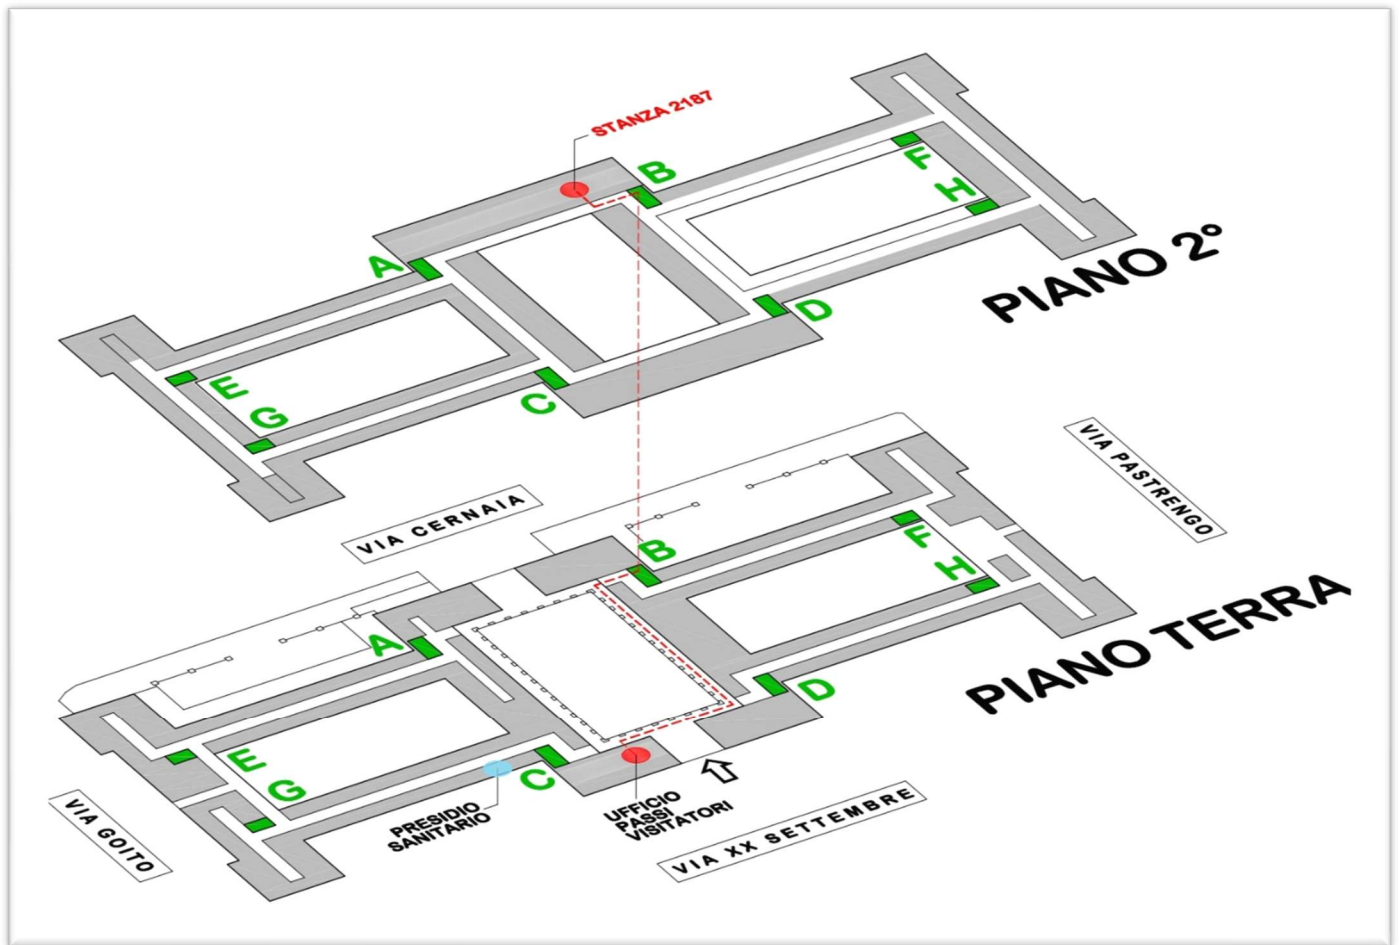 STANZA 2187
B
F
H
A
D
E
G
C
PIANO 2°
VIA PASTRENGO
VIA CERNAIA
B
F
H
A
D
E
G
C
PIANO TERRA
PRESIDIO
SANITARIO
UFFICIO
PASSI
VISITATORI
VIA GOITO
VIA XX SETTEMBRE